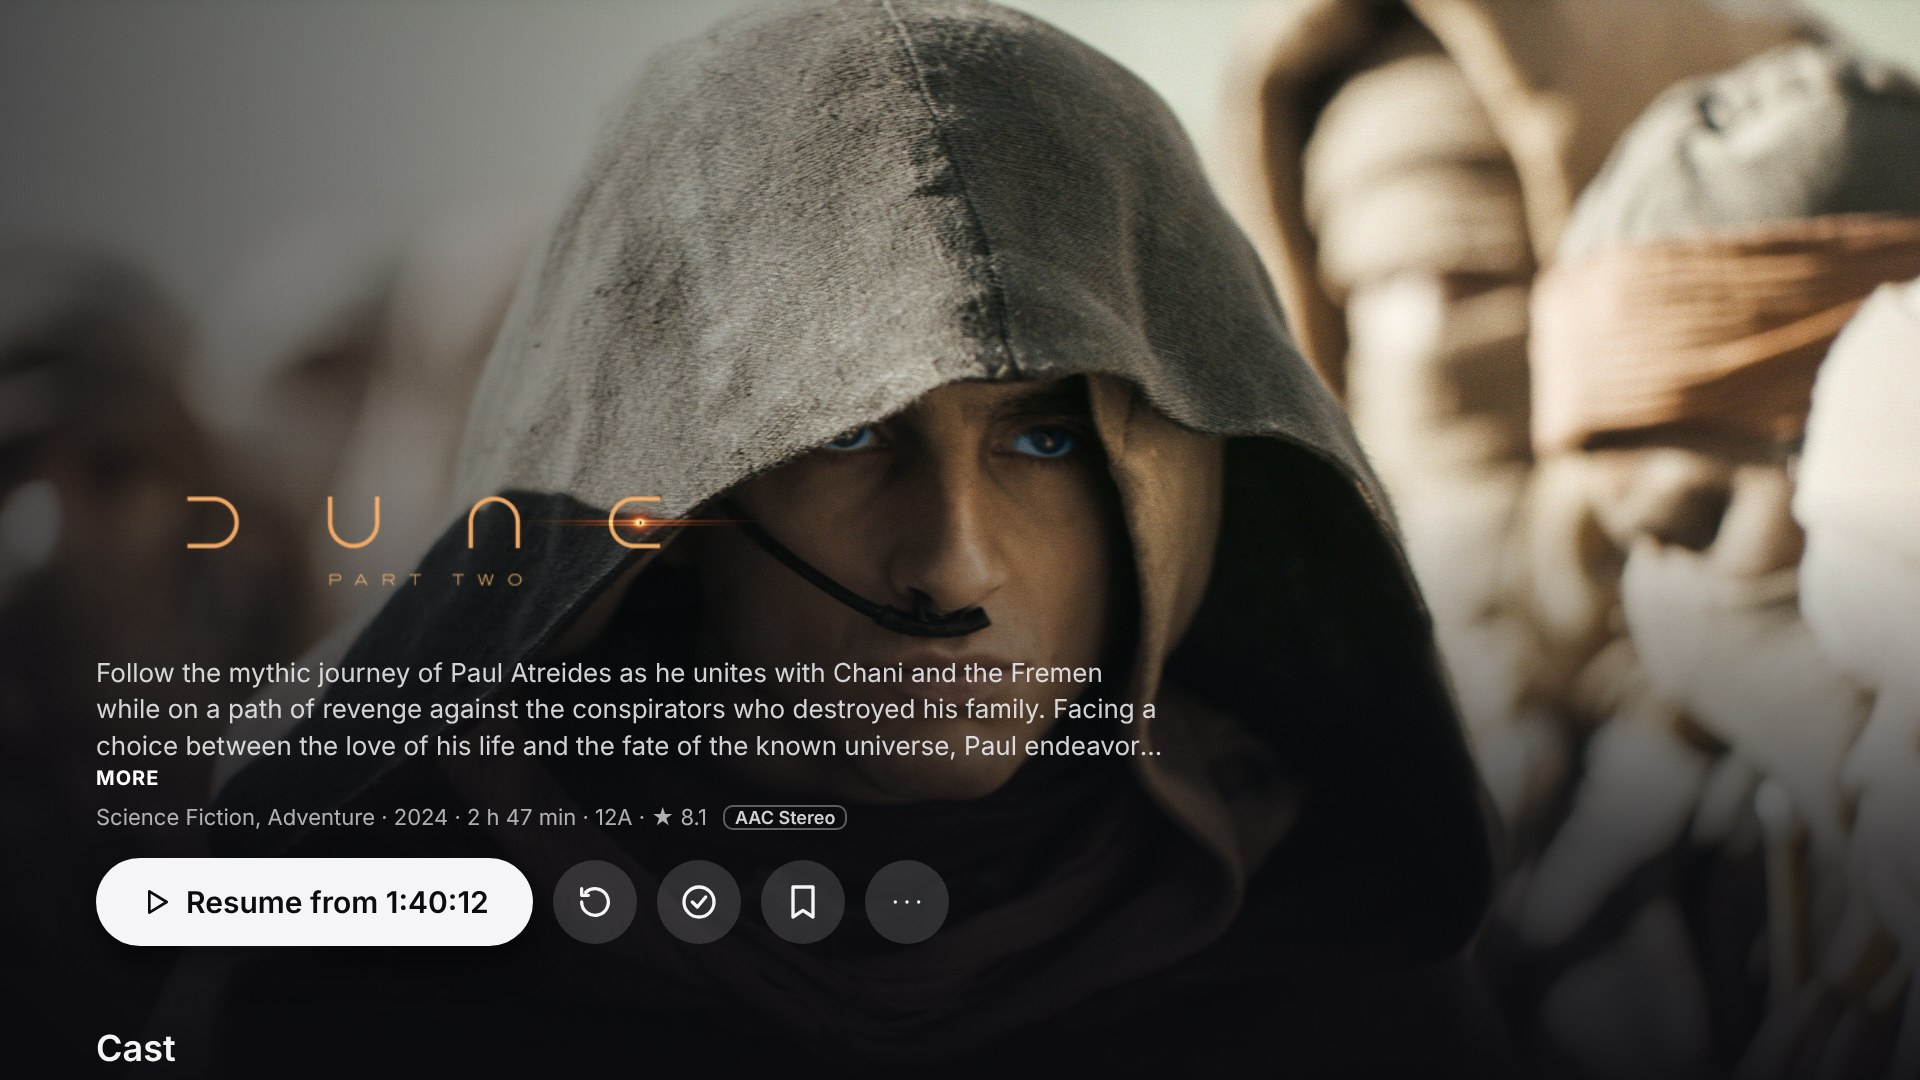 DUNE
PART TWO
Follow the mythic journey of Paul Atreides as he unites with Chani and the Fremen
while on a path of revenge against the conspirators who destroyed his family. Facing a
choice between the love of his life and the fate of the known universe, Paul endeavor...
MORE
Science Fiction, Adventure · 2024 · 2 h 47 min · 12A · ★ 8.1 AAC Stereo
Resume from 1:40:12
Cast